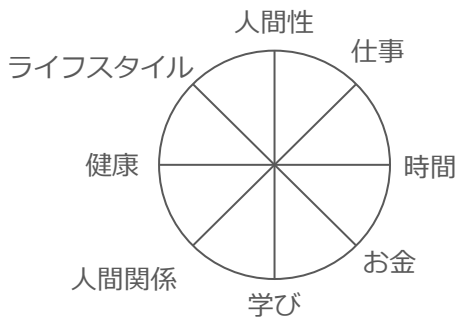 人間性
仕事
時間
お金
学び
人間関係
健康
ライフスタイル